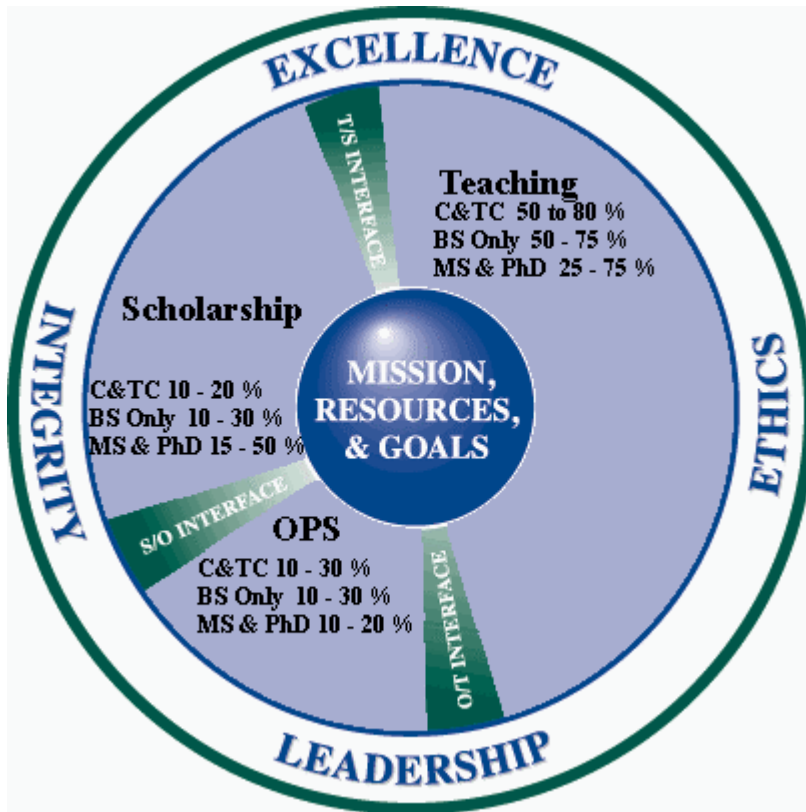 EXCELLENCE
T/S INTERFACE
Teaching
C&TC 50 to 80 %
BS Only 50 - 75 %
MS & PhD 25 - 75 %
Scholarship
C&TC 10 - 20 %
BS Only 10 - 30 %
MS & PhD 15 - 50 %
MISSION,
RESOURCES,
& GOALS
INTEGRITY
ETHICS
S/O INTERFACE
OPS
C&TC 10 - 30 %
BS Only 10 - 30 %
MS & PhD 10 - 20 %
O/T INTERFACE
LEADERSHIP